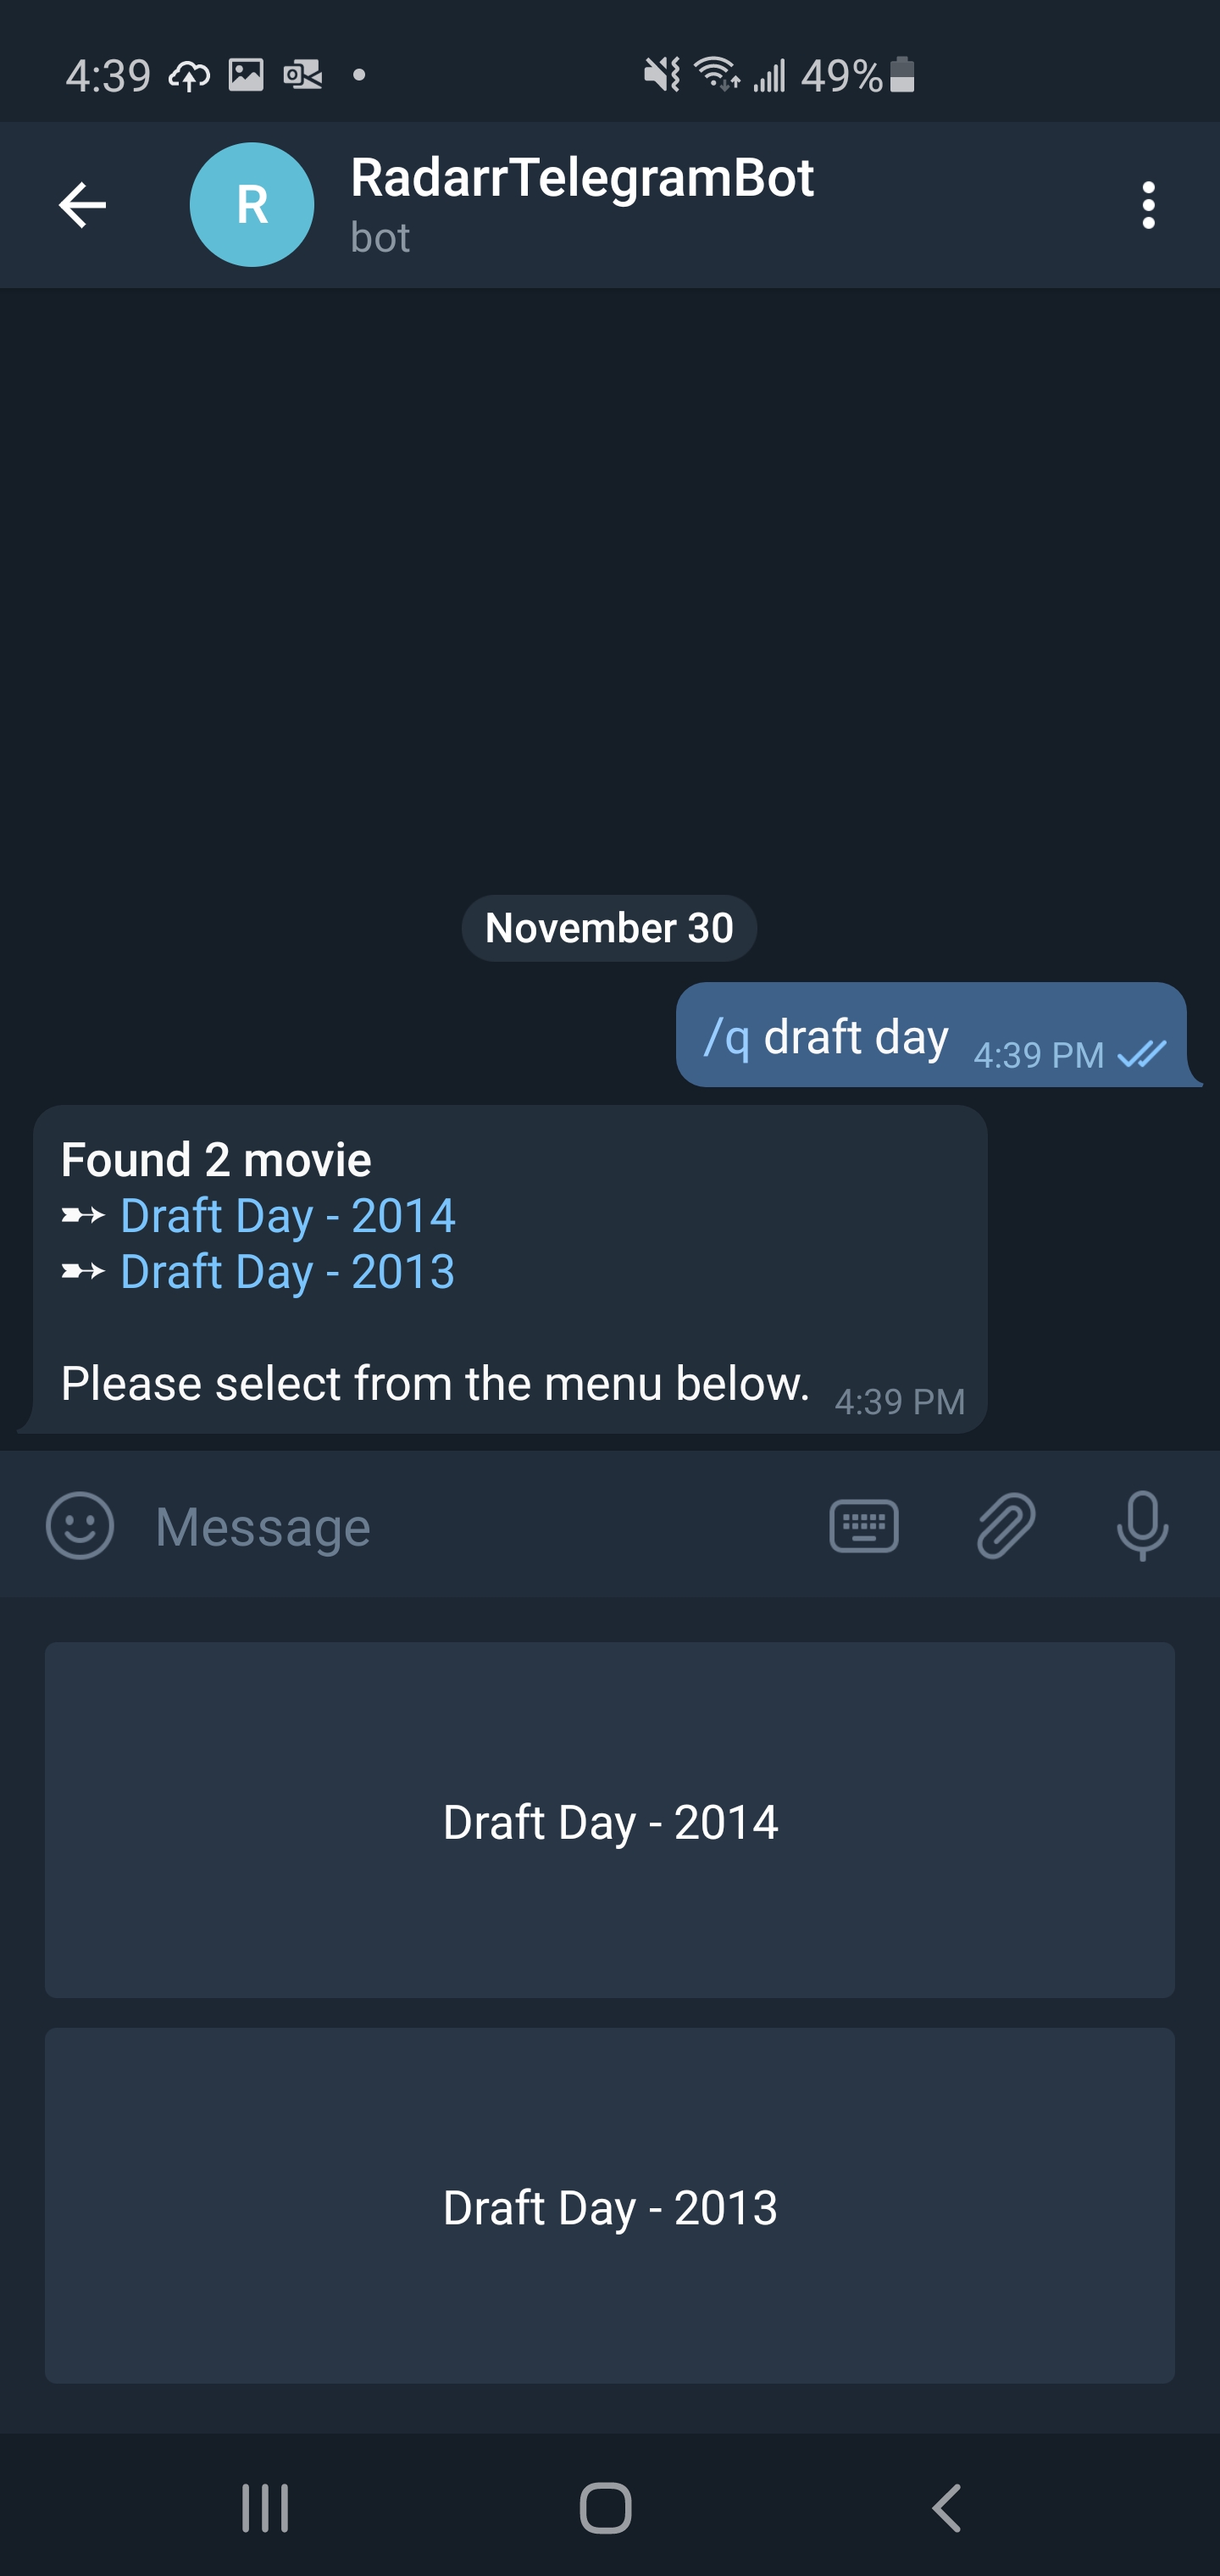 4:39
49%
R
RadarrTelegramBot
bot
November 30
/q draft day 4:39 PM
Found 2 movie
➳ Draft Day - 2014
➳ Draft Day - 2013
Please select from the menu below. 4:39 PM
Message
Draft Day - 2014
Draft Day - 2013